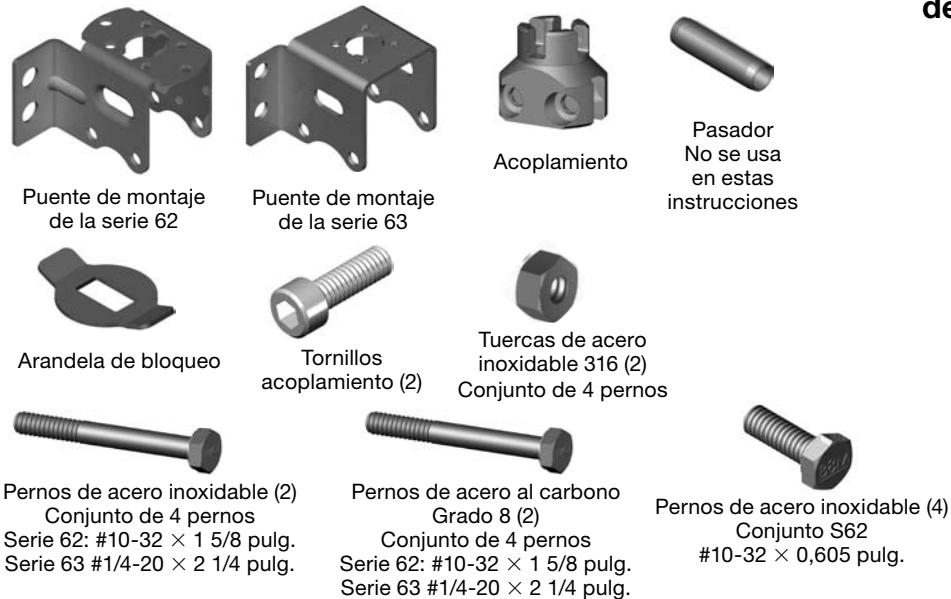 de
Puente de montaje
de la serie 62
Puente de montaje
de la serie 63
Acoplamiento
Pasador
No se usa
en estas
instrucciones
Arandela de bloqueo
Tornillos
acoplamiento (2)
Tuercas de acero
inoxidable 316 (2)
Conjunto de 4 pernos
Pernos de acero inoxidable (2)
Conjunto de 4 pernos
Serie 62: #10-32 × 1 5/8 pulg.
Serie 63 #1/4-20 × 2 1/4 pulg.
Pernos de acero al carbono
Grado 8 (2)
Conjunto de 4 pernos
Serie 62: #10-32 × 1 5/8 pulg.
Serie 63 #1/4-20 × 2 1/4 pulg.
Pernos de acero inoxidable (4)
Conjunto S62
#10-32 × 0,605 pulg.